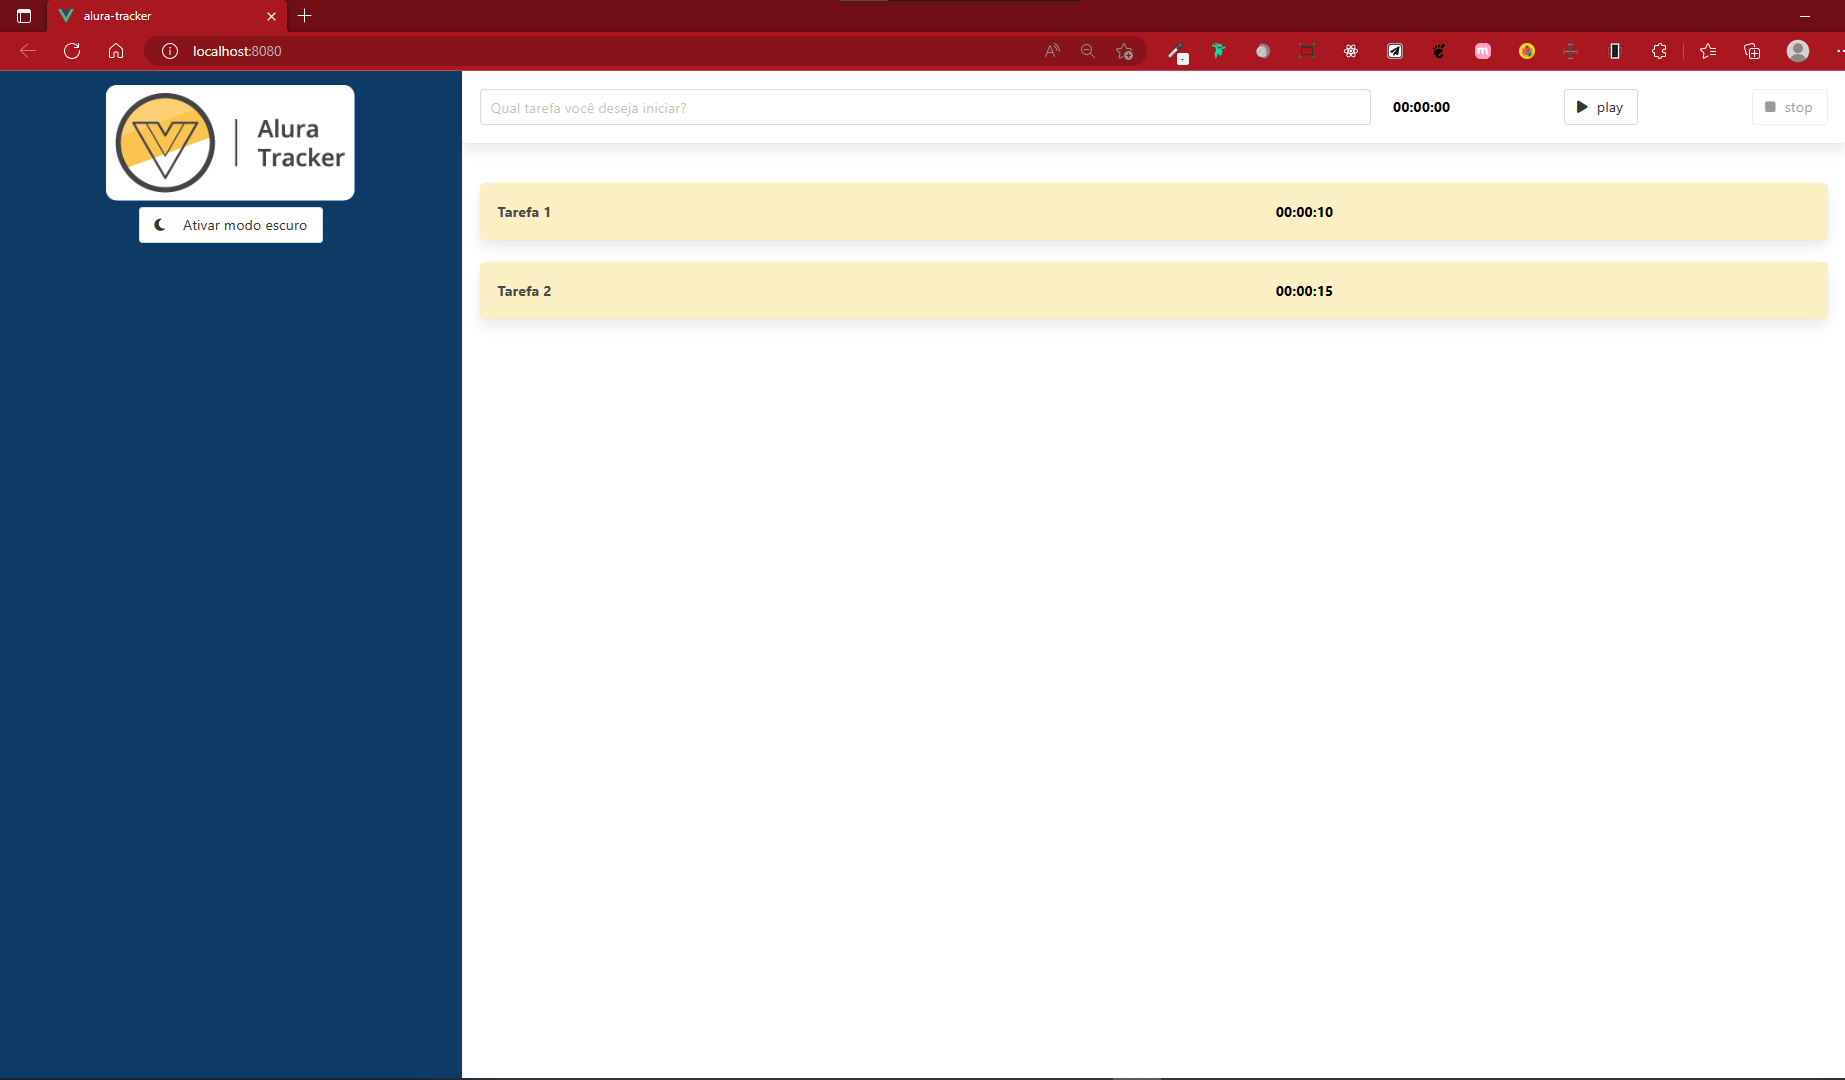 alura-tracker
localhost:8080
Alura
Tracker
Ativar modo escuro
Qual tarefa você deseja iniciar?
00:00:00
play
stop
Tarefa 1
00:00:10
Tarefa 2
00:00:15